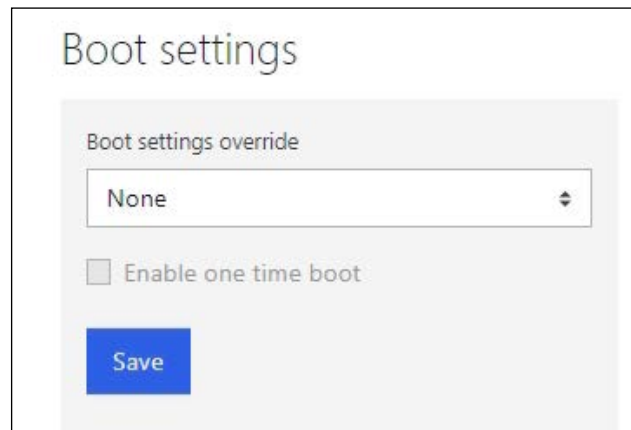 Boot settings
Boot settings override
None
Enable one time boot
Save